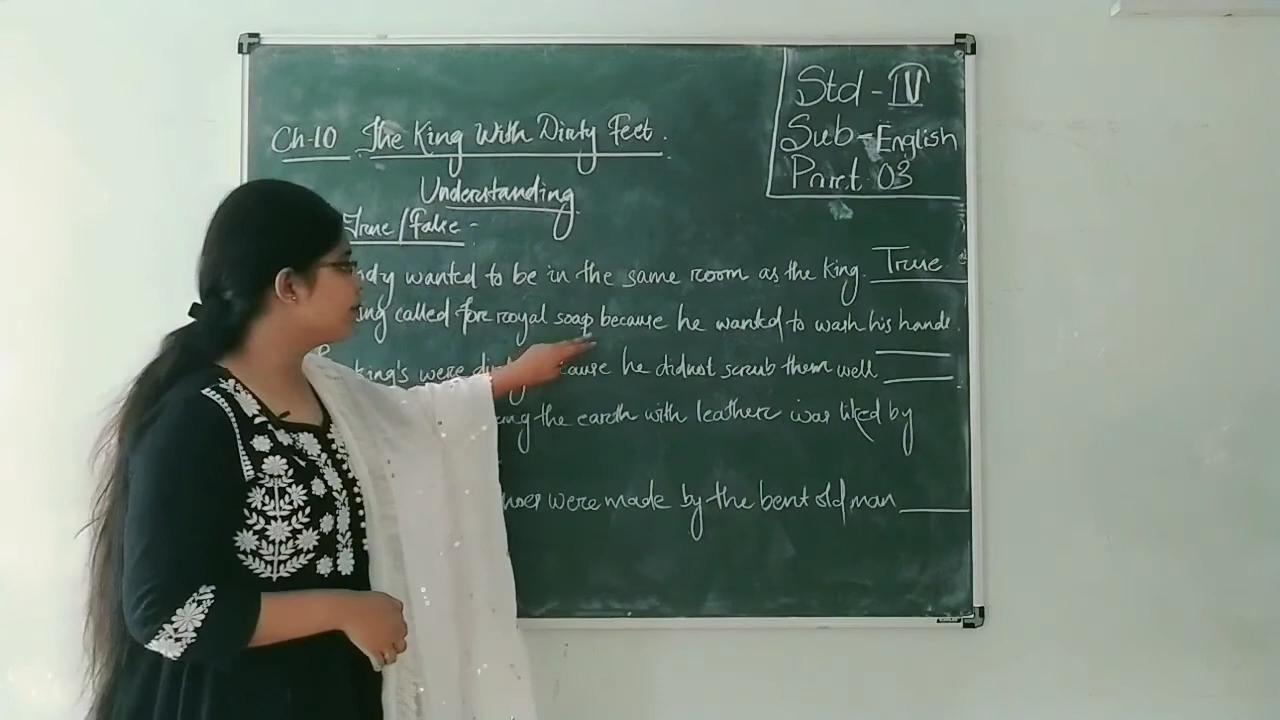 Std - IV
Sub - English
Part 03
Ch-10 The King With Dirty Feet.
Understanding
True / False -
wanted to be in the same room as the king. True
called for royal soap because he wanted to wash his hands.
king's were he didnot scrub them well
the earth with leather was liked by
were made by the bent old man